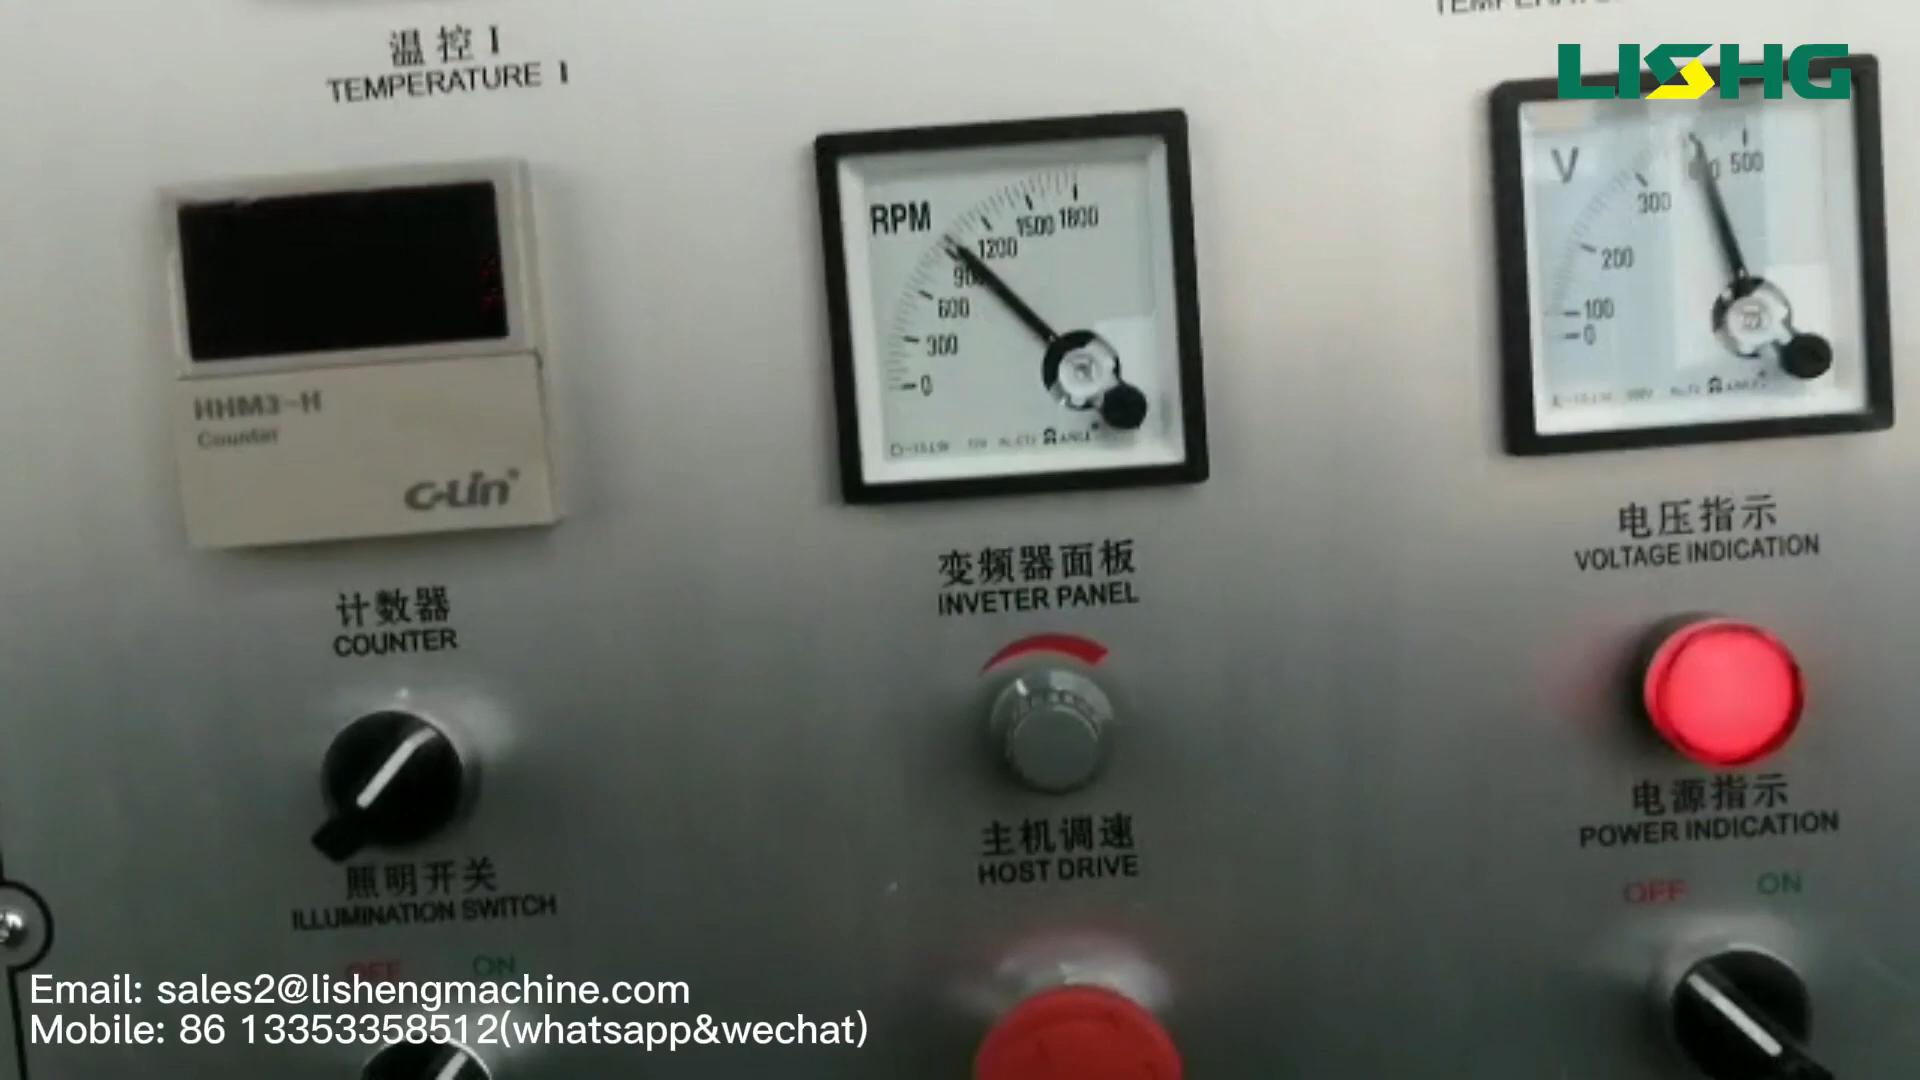 温控 I
TEMPERATURE I
LISHG
RPM
0
300
600
900
1200
1500
1800
V
0
100
200
300
500
HHM3-H
Counter
C-Lin
计数器
COUNTER
变频器面板
INVETER PANEL
电压指示
VOLTAGE INDICATION
主机调速
HOST DRIVE
电源指示
POWER INDICATION
OFF ON
照明开关
ILLUMINATION SWITCH
OFF ON
Email: sales2@lishengmachine.com
Mobile: 86 13353358512(whatsapp&wechat)